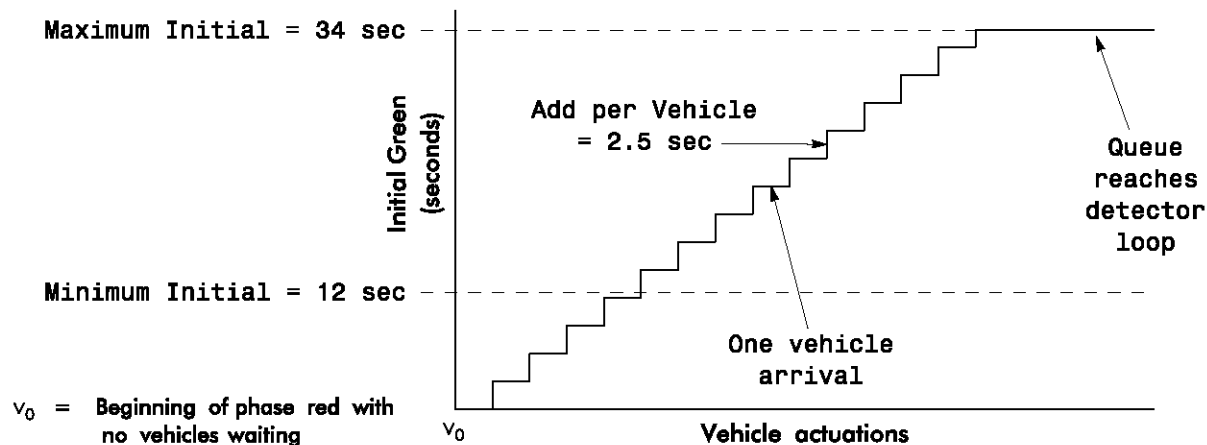 Maximum Initial = 34 sec
Add per Vehicle
= 2.5 sec
Initial Green
(seconds)
Queue
reaches
detector
loop
Minimum Initial = 12 sec
One vehicle
arrival
v0 = Beginning of phase red with
no vehicles waiting
v0
Vehicle actuations